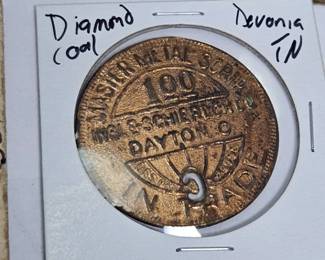 Diamond Coal
Devonia TN
MASTER METAL SCRIP
100
INGLE-SCHIERLOH CO.
DAYTON O.
IN TRADE